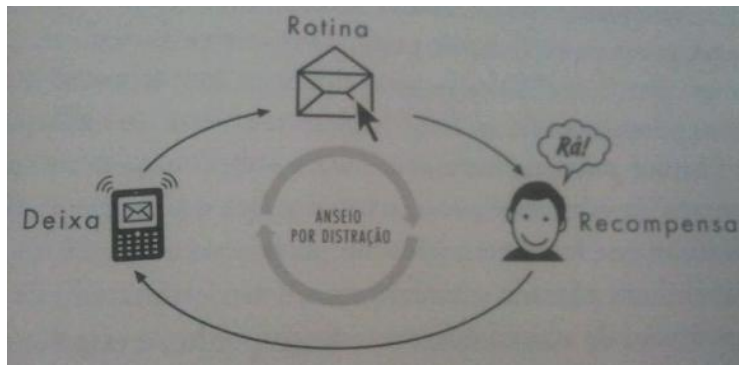 Rotina
Rá!
Deixa
Recompensa
ANSEIO
POR DISTRAÇÃO